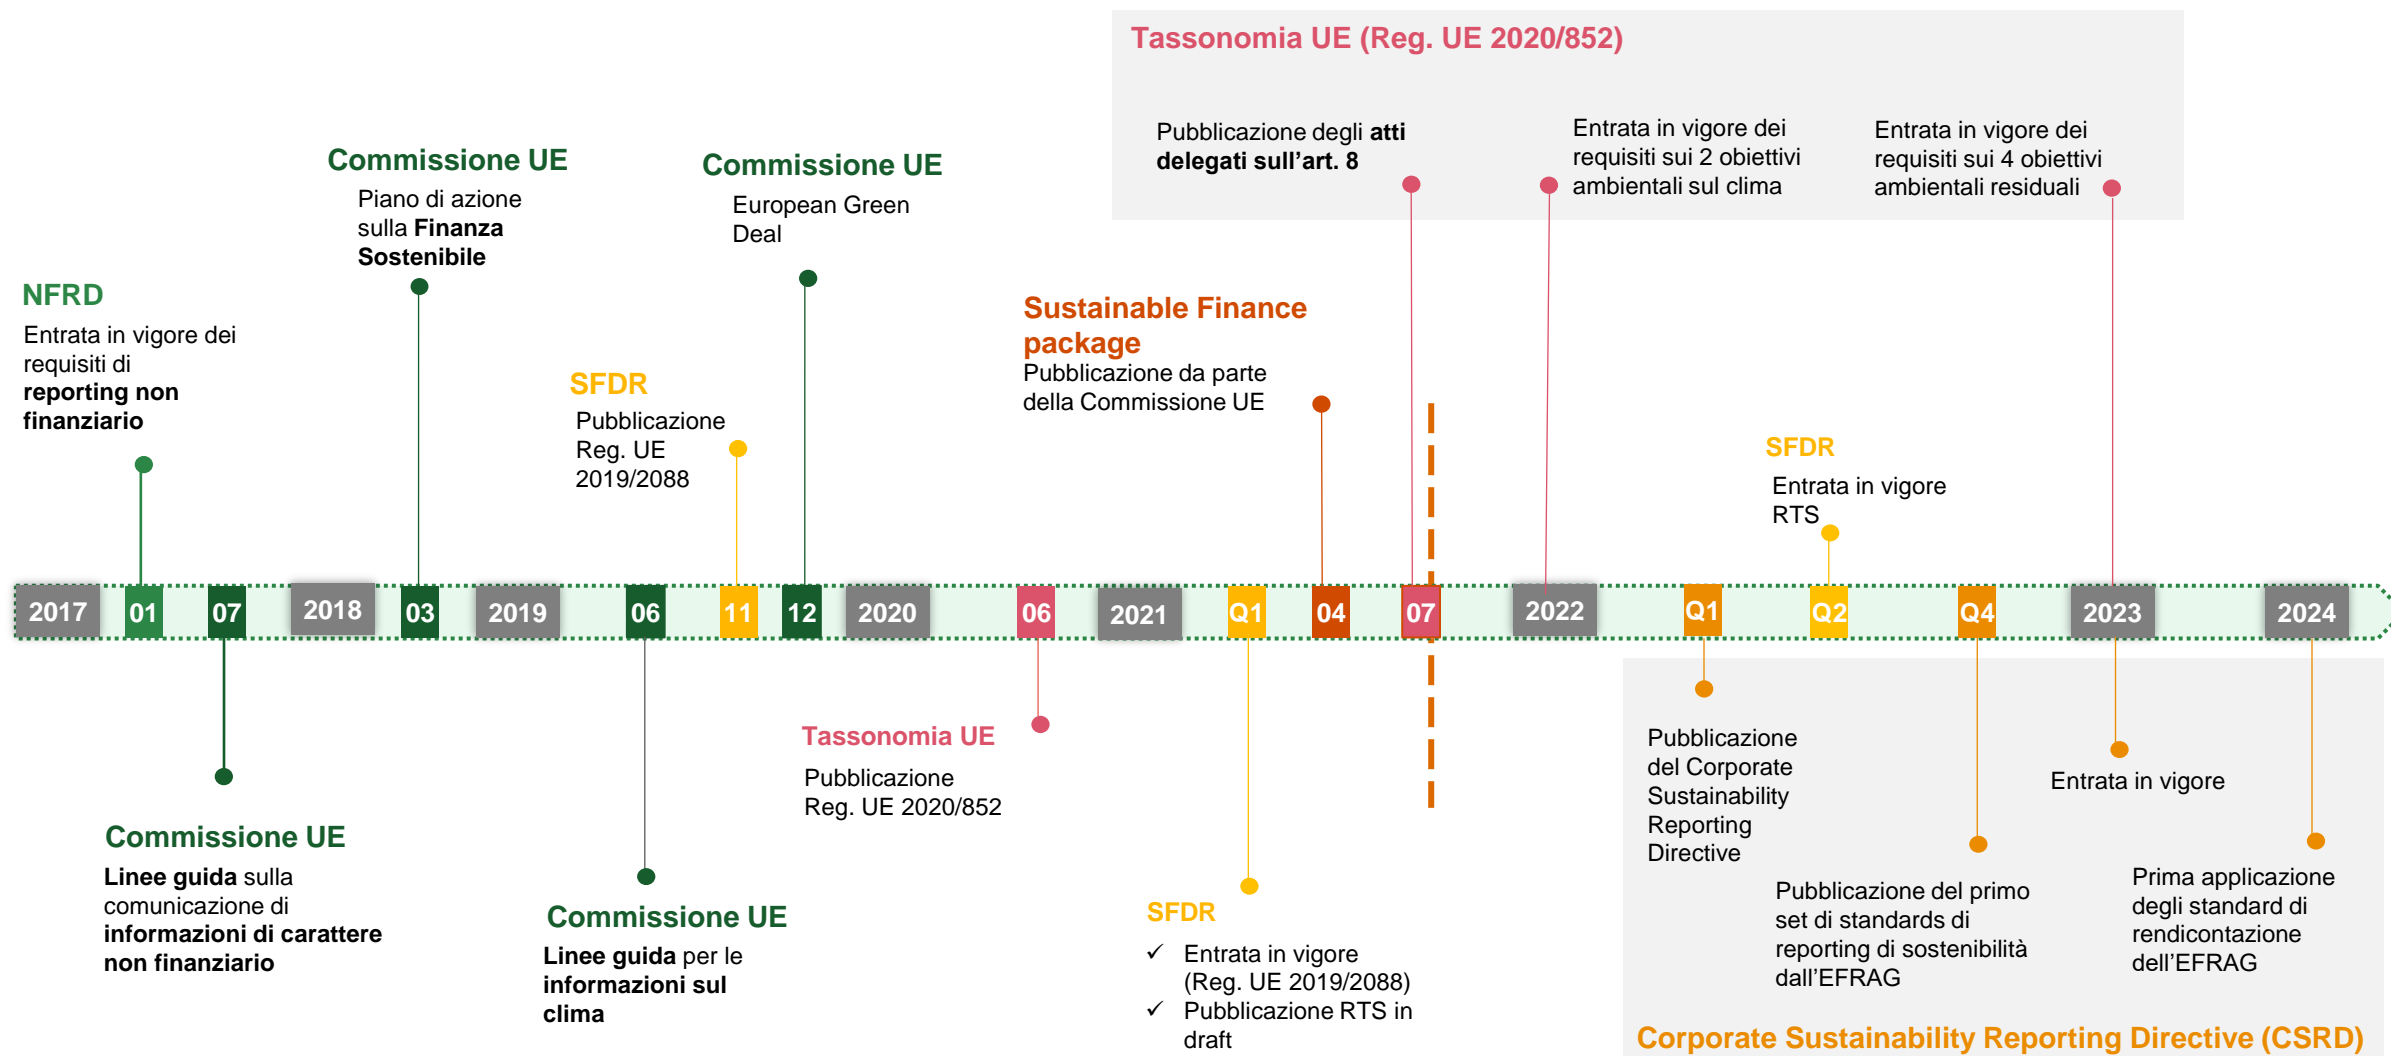 Tassonomia UE (Reg. UE 2020/852)
Pubblicazione degli atti
delegati sull'art. 8
Entrata in vigore dei
requisiti sui 2 obiettivi
ambientali sul clima
Entrata in vigore dei
requisiti sui 4 obiettivi
ambientali residuali
Commissione UE
Piano di azione
sulla Finanza
Sostenibile
Commissione UE
European Green
Deal
NFRD
Entrata in vigore dei
requisiti di
reporting non
finanziario
SFDR
Pubblicazione
Reg. UE
2019/2088
Sustainable Finance
package
Pubblicazione da parte
della Commissione UE
SFDR
Entrata in vigore
RTS
2017
01
07
2018
03
2019
06
11
12
2020
06
2021
Q1
04
07
2022
Q1
Q2
Q4
2023
2024
Commissione UE
Linee guida sulla
comunicazione di
informazioni di carattere
non finanziario
Commissione UE
Linee guida per le
informazioni sul
clima
Tassonomia UE
Pubblicazione
Reg. UE 2020/852
SFDR
✓ Entrata in vigore
(Reg. UE 2019/2088)
✓ Pubblicazione RTS in
draft
Pubblicazione
del Corporate
Sustainability
Reporting
Directive
Pubblicazione del primo
set di standards di
reporting di sostenibilità
dall'EFRAG
Entrata in vigore
Prima applicazione
degli standard di
rendicontazione
dell'EFRAG
Corporate Sustainability Reporting Directive (CSRD)